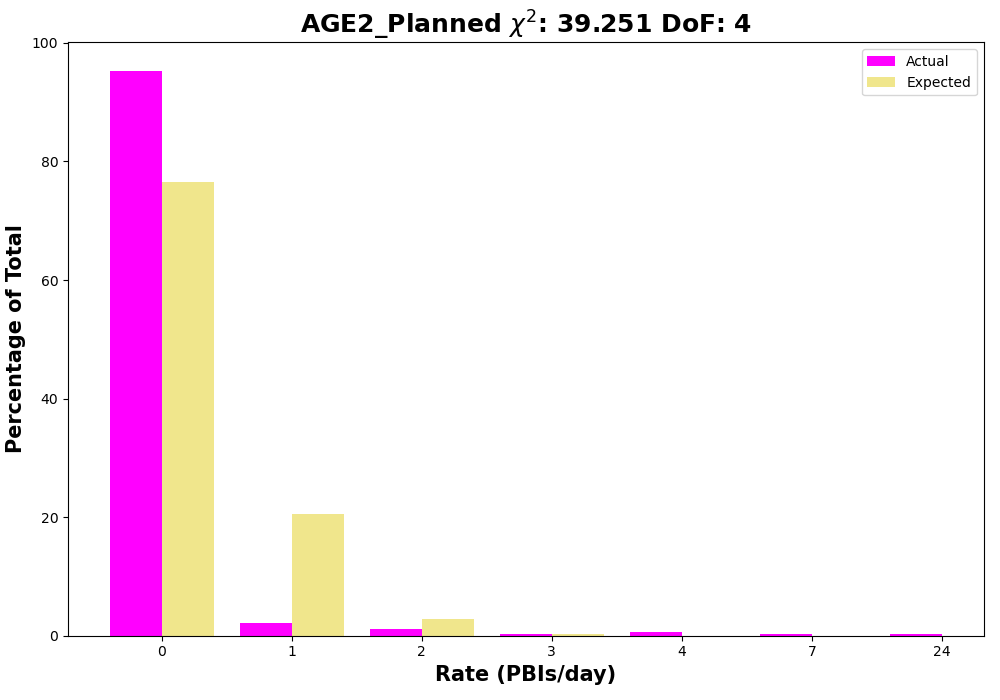 AGE2_Planned χ²: 39.251 DoF: 4
100
80
60
40
20
0
Percentage of Total
Actual
Expected
0 1 2 3 4 7 24
Rate (PBIs/day)